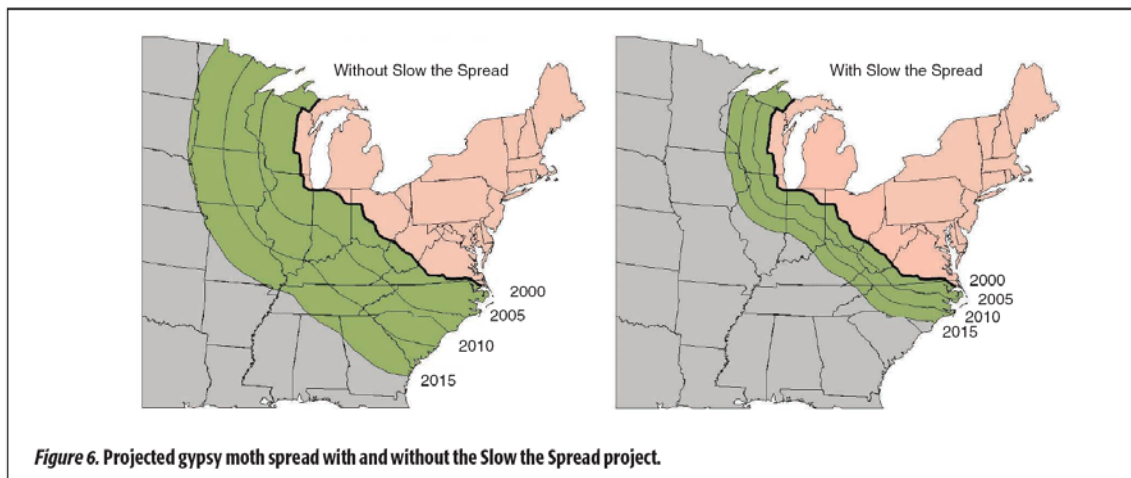 Without Slow the Spread
2000
2005
2010
2015
With Slow the Spread
2000
2005
2010
2015
Figure 6. Projected gypsy moth spread with and without the Slow the Spread project.